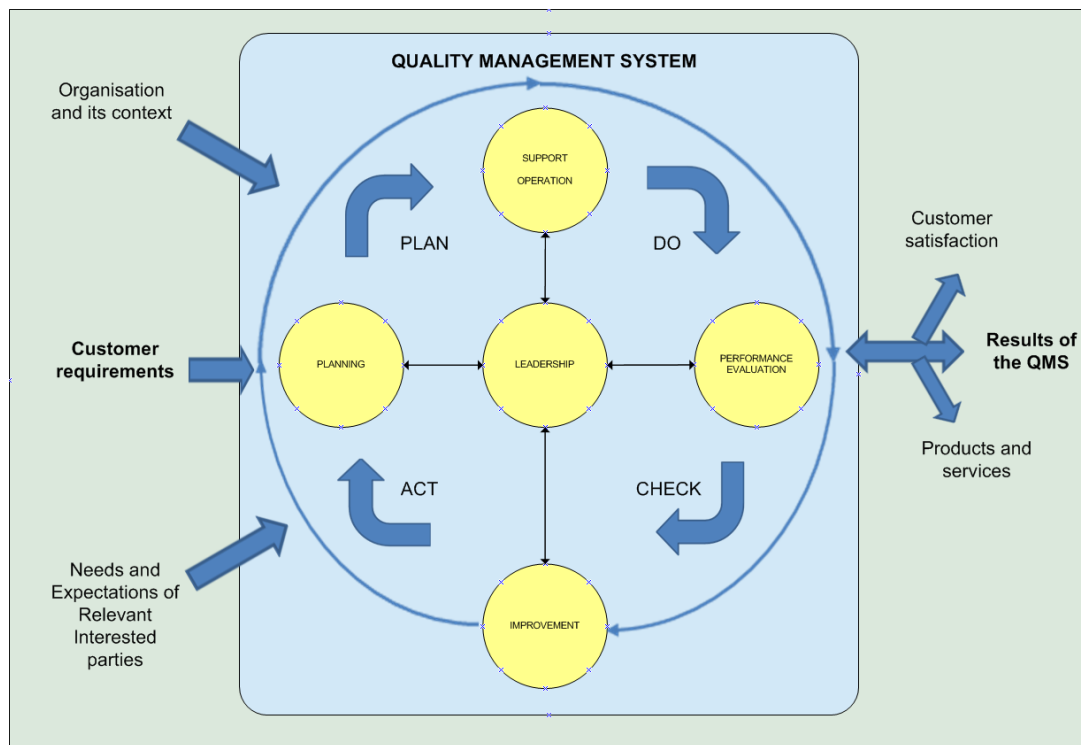 QUALITY MANAGEMENT SYSTEM
Organisation
and its context
SUPPORT
OPERATION
PLAN
DO
Customer
satisfaction
Customer
requirements
PLANNING
LEADERSHIP
PERFORMANCE
EVALUATION
Results of
the QMS
Products and
services
ACT
CHECK
Needs and
Expectations of
Relevant
Interested
parties
IMPROVEMENT